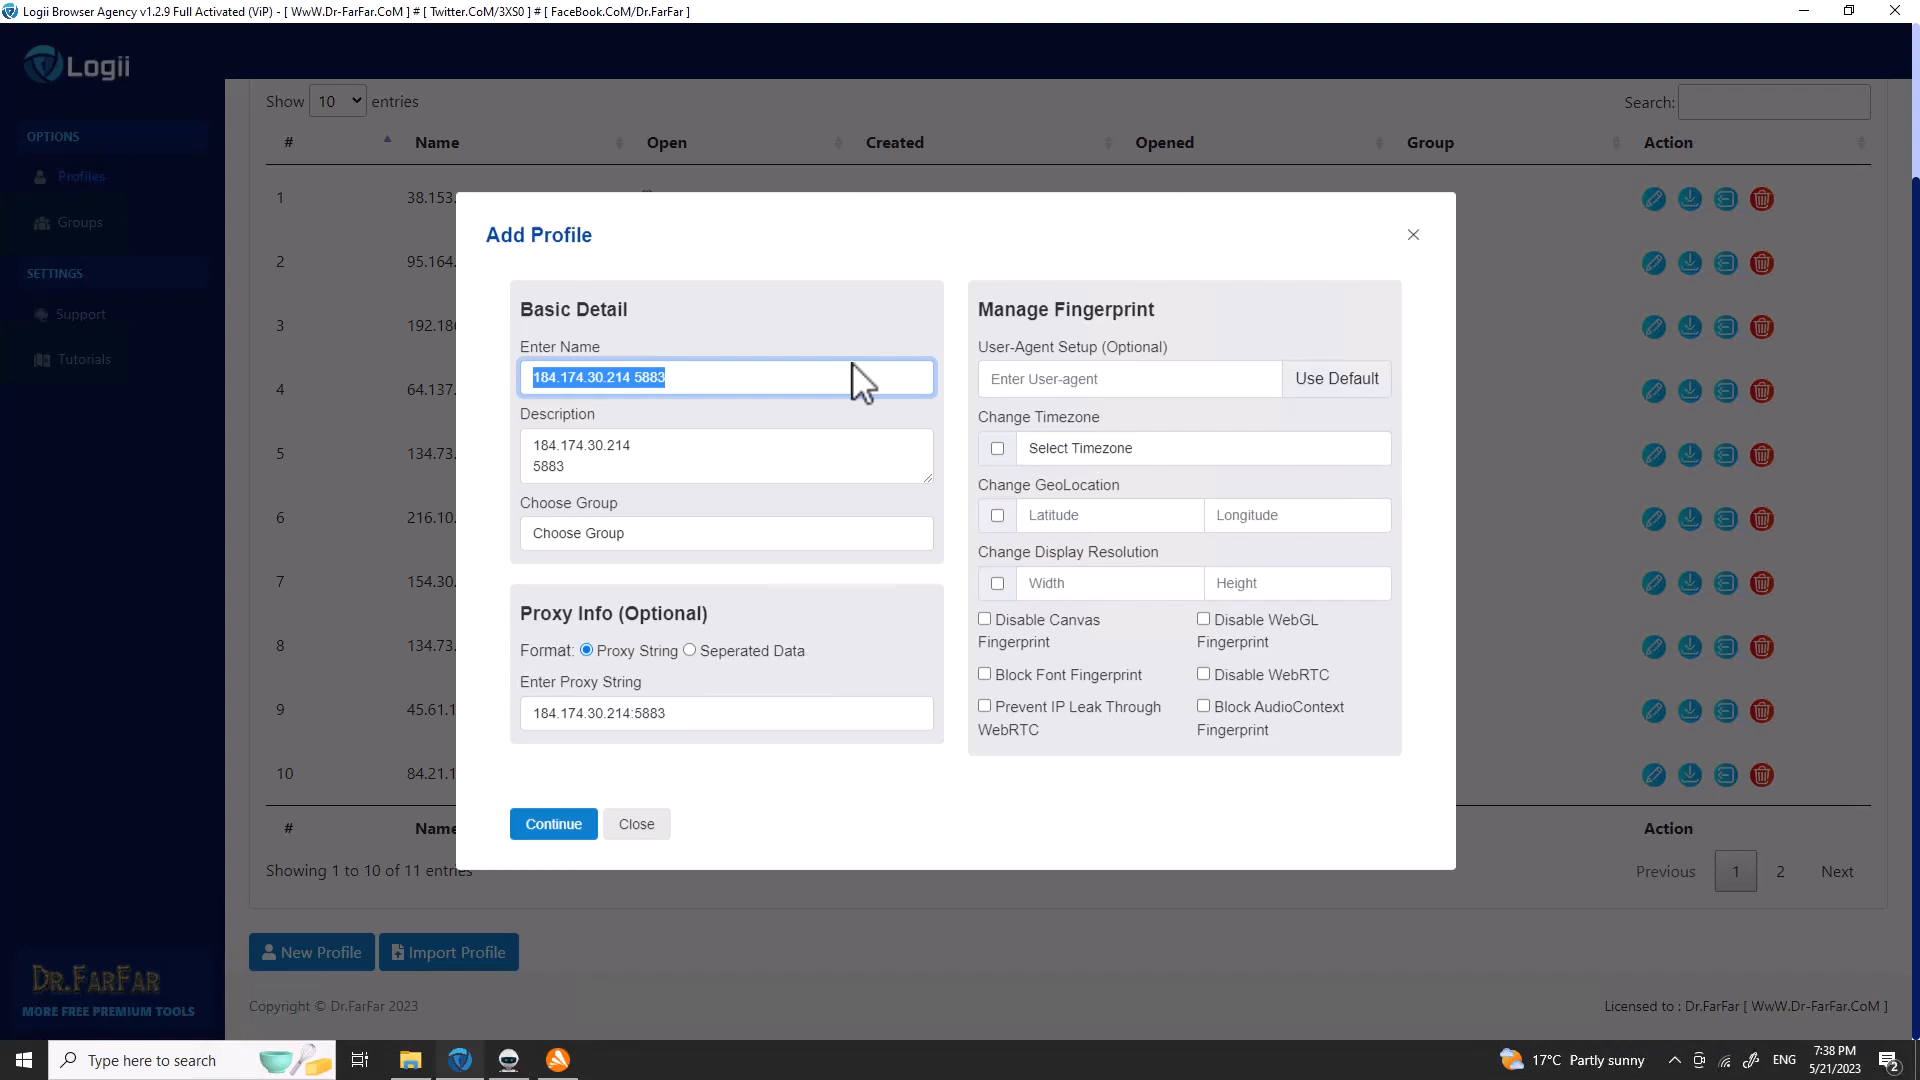 Logii Browser Agency v1.2.9 Full Activated (ViP) - [ WwW.Dr-FarFar.CoM ] # [ Twitter.CoM/3XS0 ] # [ FaceBook.CoM/Dr.FarFar ]
Logii
OPTIONS
Profiles
Groups
SETTINGS
Support
Tutorials
Show 10 entries
Search:
# Name Open Created Opened Group Action
1 38.153.
2 95.164.
3 192.186
4 64.137.
5 134.73.
6 216.10.
7 154.30.
8 134.73.
9 45.61.1
10 84.21.1
Add Profile
Basic Detail
Enter Name
184.174.30.214 5883
Description
184.174.30.214
5883
Choose Group
Choose Group
Proxy Info (Optional)
Format: Proxy String Seperated Data
Enter Proxy String
184.174.30.214:5883
Manage Fingerprint
User-Agent Setup (Optional)
Enter User-agent Use Default
Change Timezone
Select Timezone
Change GeoLocation
Latitude Longitude
Change Display Resolution
Width Height
Disable Canvas Fingerprint
Disable WebGL Fingerprint
Block Font Fingerprint
Disable WebRTC
Prevent IP Leak Through WebRTC
Block AudioContext Fingerprint
Continue Close
# Name Action
Showing 1 to 10 of 11 entries
Previous 1 2 Next
New Profile Import Profile
Dr.FarFar
MORE FREE PREMIUM TOOLS
Copyright © Dr.FarFar 2023
Licensed to : Dr.FarFar [ WwW.Dr-FarFar.CoM ]
Type here to search
17°C Partly sunny
ENG
7:38 PM
5/21/2023
2